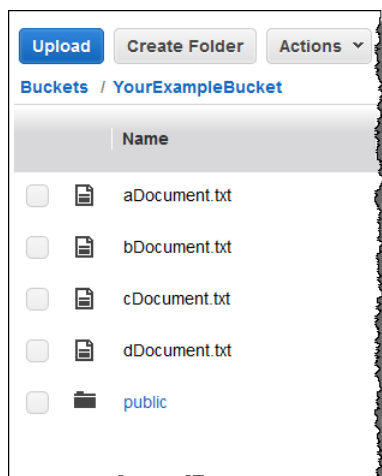 Upload Create Folder Actions
Buckets / YourExampleBucket
Name
aDocument.txt
bDocument.txt
cDocument.txt
dDocument.txt
public